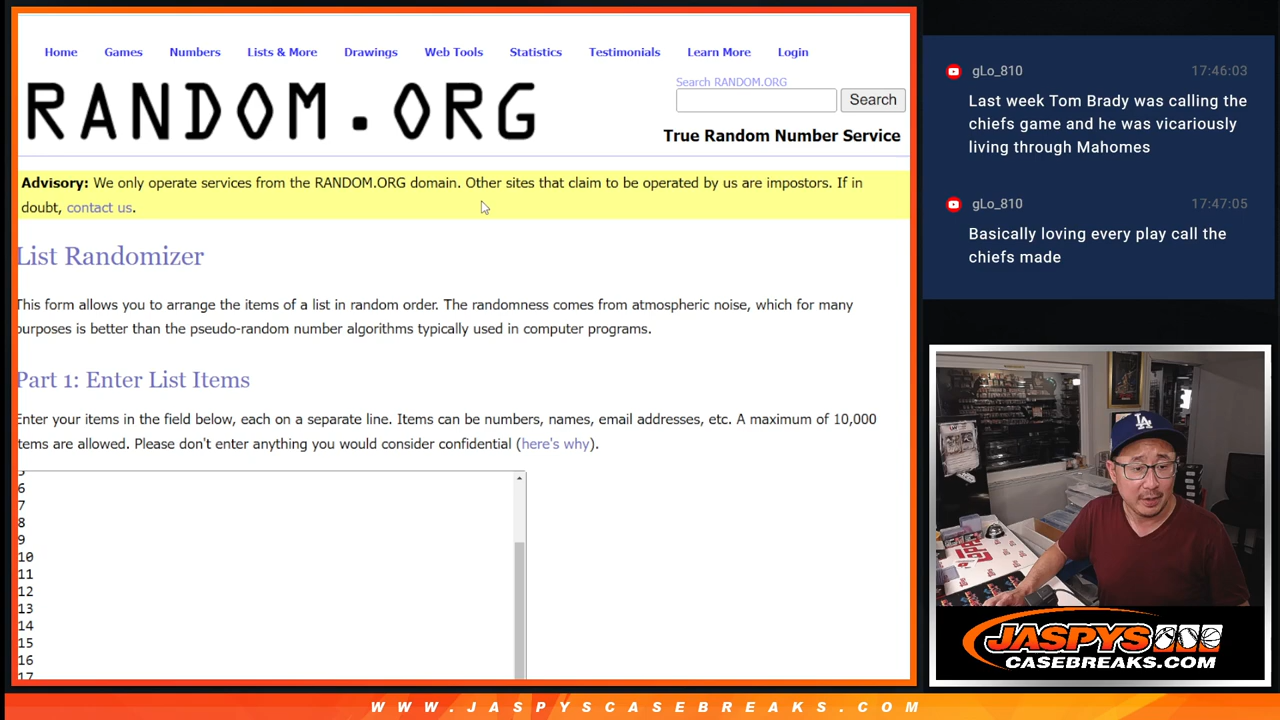 Home Games Numbers Lists & More Drawings Web Tools Statistics Testimonials Learn More Login
RANDOM.ORG
Search RANDOM.ORG
Search
True Random Number Service
Advisory: We only operate services from the RANDOM.ORG domain. Other sites that claim to be operated by us are impostors. If in
doubt, contact us.
List Randomizer
This form allows you to arrange the items of a list in random order. The randomness comes from atmospheric noise, which for many
purposes is better than the pseudo-random number algorithms typically used in computer programs.
Part 1: Enter List Items
Enter your items in the field below, each on a separate line. Items can be numbers, names, email addresses, etc. A maximum of 10,000
items are allowed. Please don't enter anything you would consider confidential (here's why).
6
7
8
9
10
11
12
13
14
15
16
17
gLo_810 17:46:03
Last week Tom Brady was calling the
chiefs game and he was vicariously
living through Mahomes
gLo_810 17:47:05
Basically loving every play call the
chiefs made
LA
JASPYS
CASEBREAKS.COM
WWW.JASPYSCASEBREAKS.COM